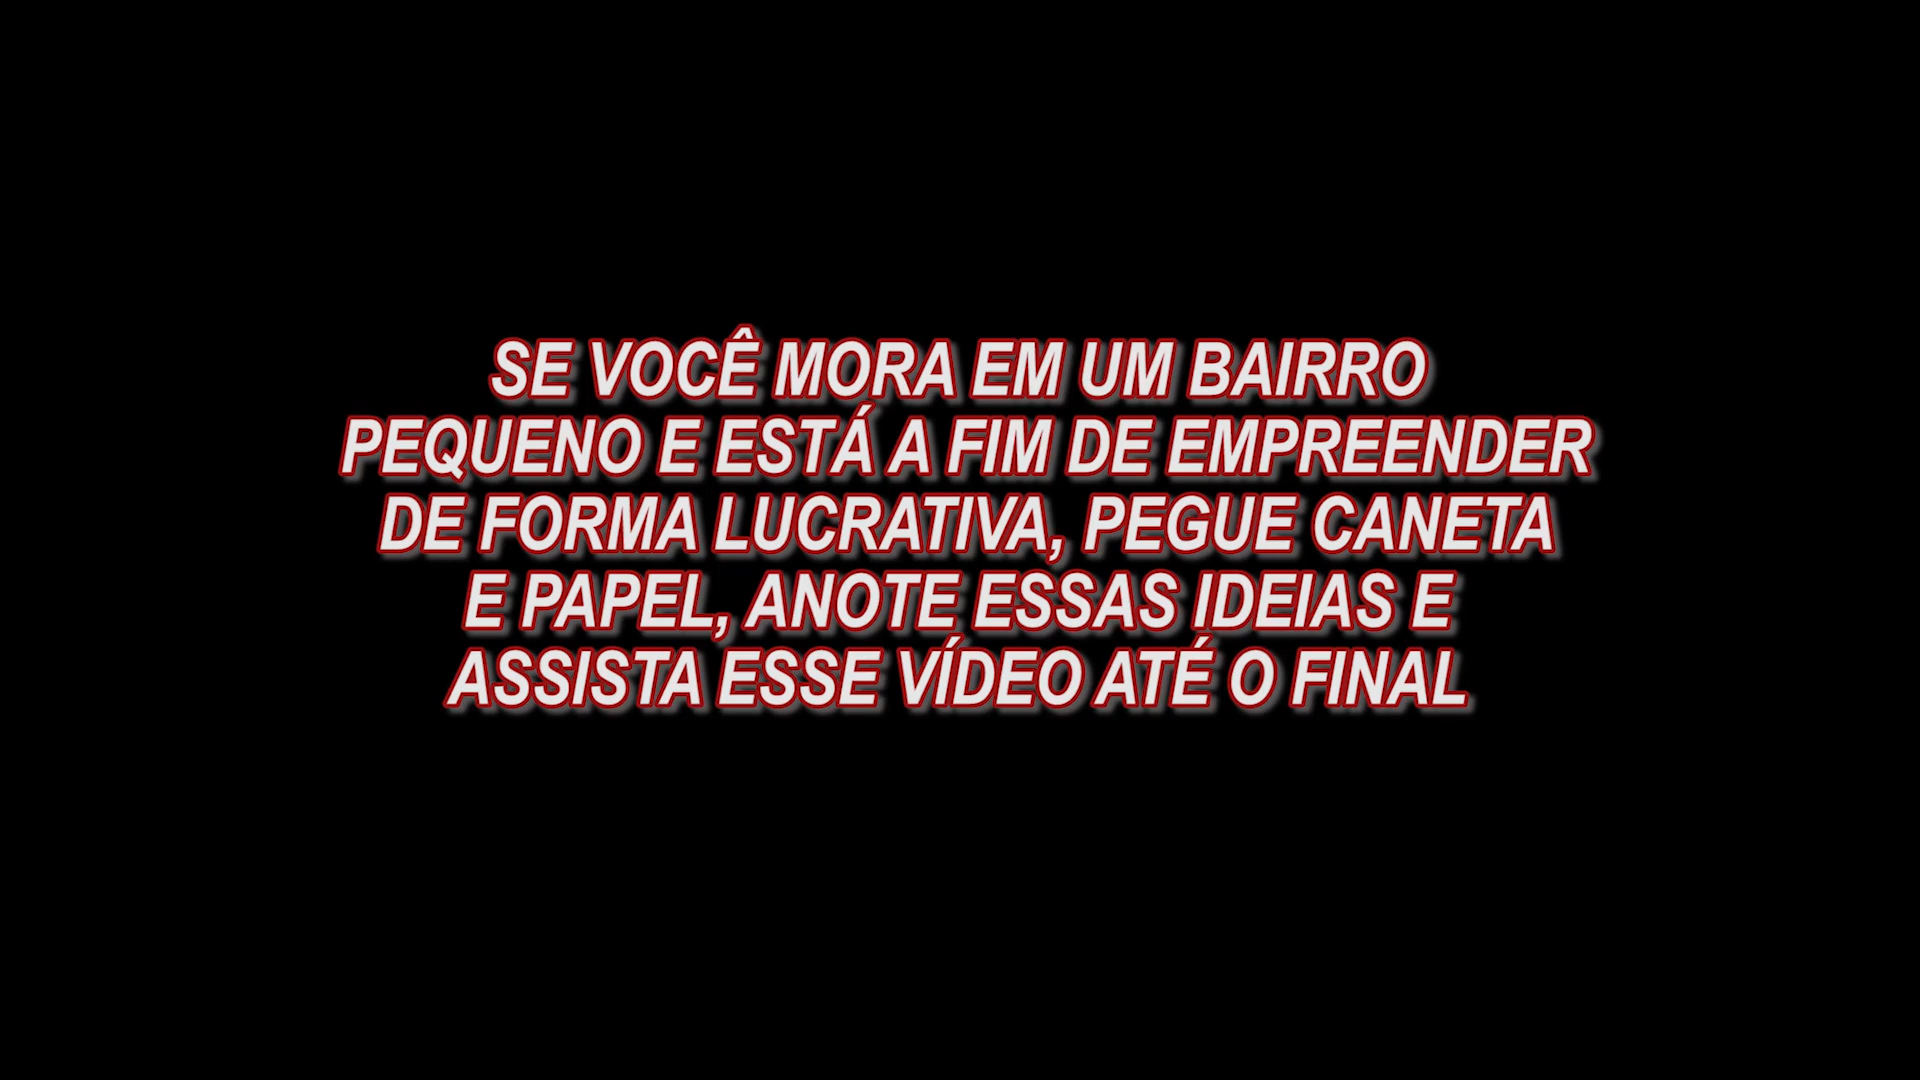 SE VOCÊ MORA EM UM BAIRRO
PEQUENO E ESTÁ A FIM DE EMPREENDER
DE FORMA LUCRATIVA, PEGUE CANETA
E PAPEL, ANOTE ESSAS IDEIAS E
ASSISTA ESSE VÍDEO ATÉ O FINAL